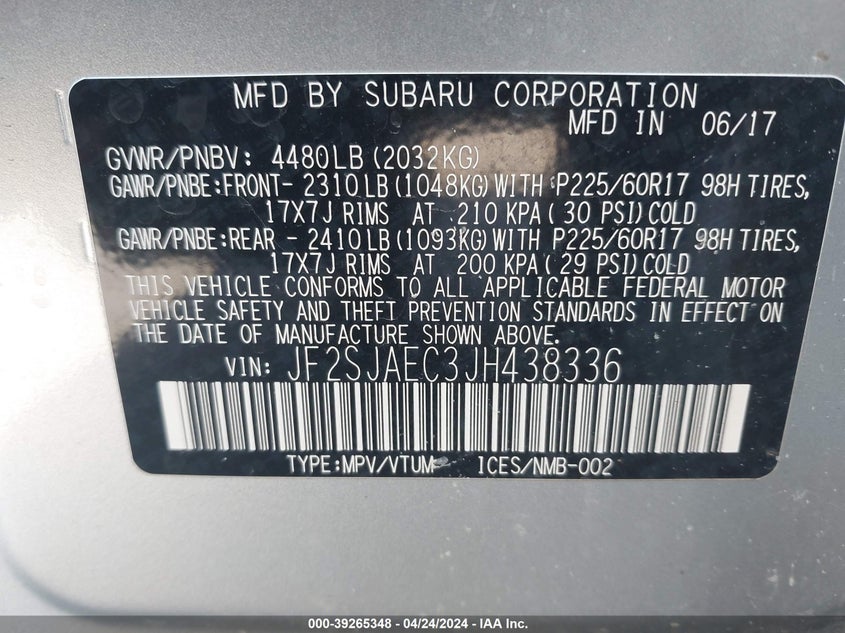 MFD BY SUBARU CORPORATION
MFD IN 06/17
GVWR/PNBV: 4480LB(2032KG)
GAWR/PNBE:FRONT- 2310LB(1048KG)WITH P225/60R17 98H TIRES,
17X7J RIMS AT 210 KPA(30 PSI)COLD
GAWR/PNBE:REAR - 2410LB(1093KG)WITH P225/60R17 98H TIRES,
17X7J RIMS AT 200 KPA(29 PSI)COLD
THIS VEHICLE CONFORMS TO ALL APPLICABLE FEDERAL MOTOR
VEHICLE SAFETY AND THEFT PREVENTION STANDARDS IN EFFECT ON
THE DATE OF MANUFACTURE SHOWN ABOVE.
VIN: JF2SJAEC3JH438336
TYPE:MPV/VTUM ICES/NMB-002
000-39265348 - 04/24/2024 - IAA Inc.